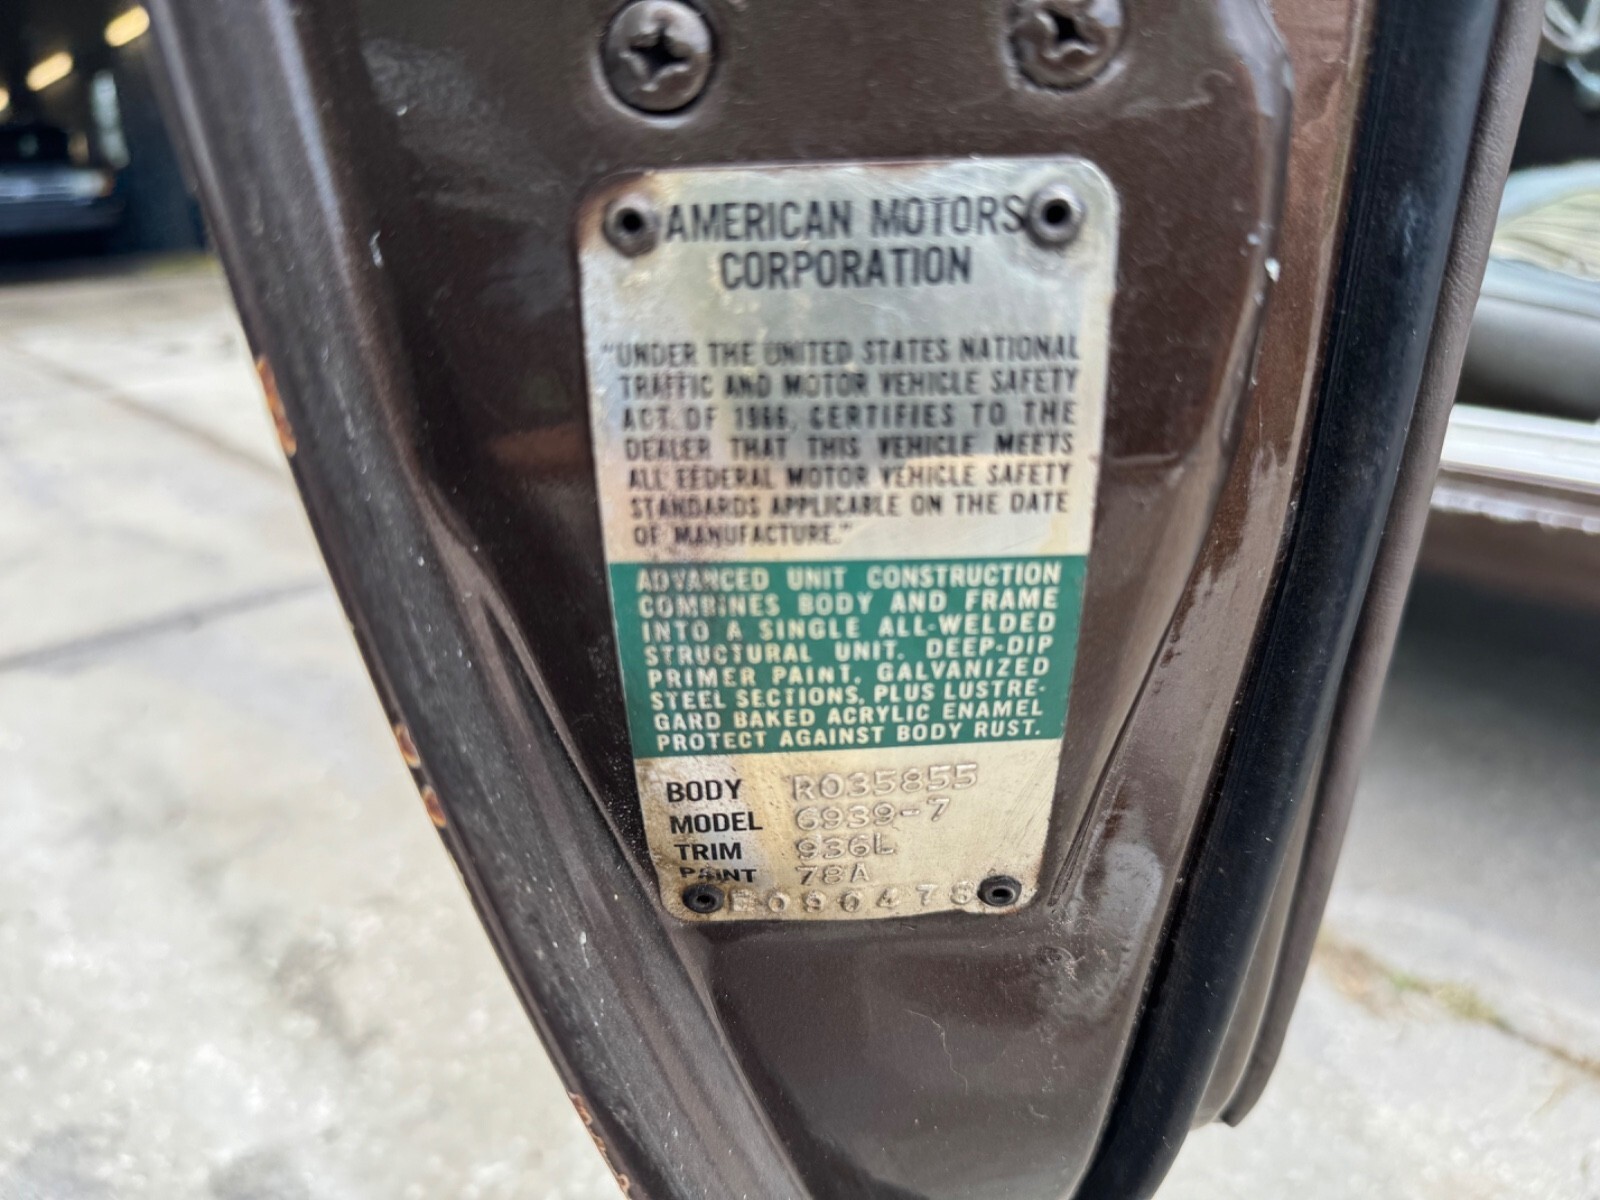 AMERICAN MOTORS
CORPORATION
"UNDER THE UNITED STATES NATIONAL
TRAFFIC AND MOTOR VEHICLE SAFETY
ACT OF 1966, CERTIFIES TO THE
DEALER THAT THIS VEHICLE MEETS
ALL FEDERAL MOTOR VEHICLE SAFETY
STANDARDS APPLICABLE ON THE DATE
OF MANUFACTURE."
ADVANCED UNIT CONSTRUCTION
COMBINES BODY AND FRAME
INTO A SINGLE ALL-WELDED
STRUCTURAL UNIT. DEEP-DIP
PRIMER PAINT, GALVANIZED
STEEL SECTIONS, PLUS LUSTRE-
GARD BAKED ACRYLIC ENAMEL
PROTECT AGAINST BODY RUST.
BODY R035855
MODEL 6939-7
TRIM 936L
PAINT 78A
E090478